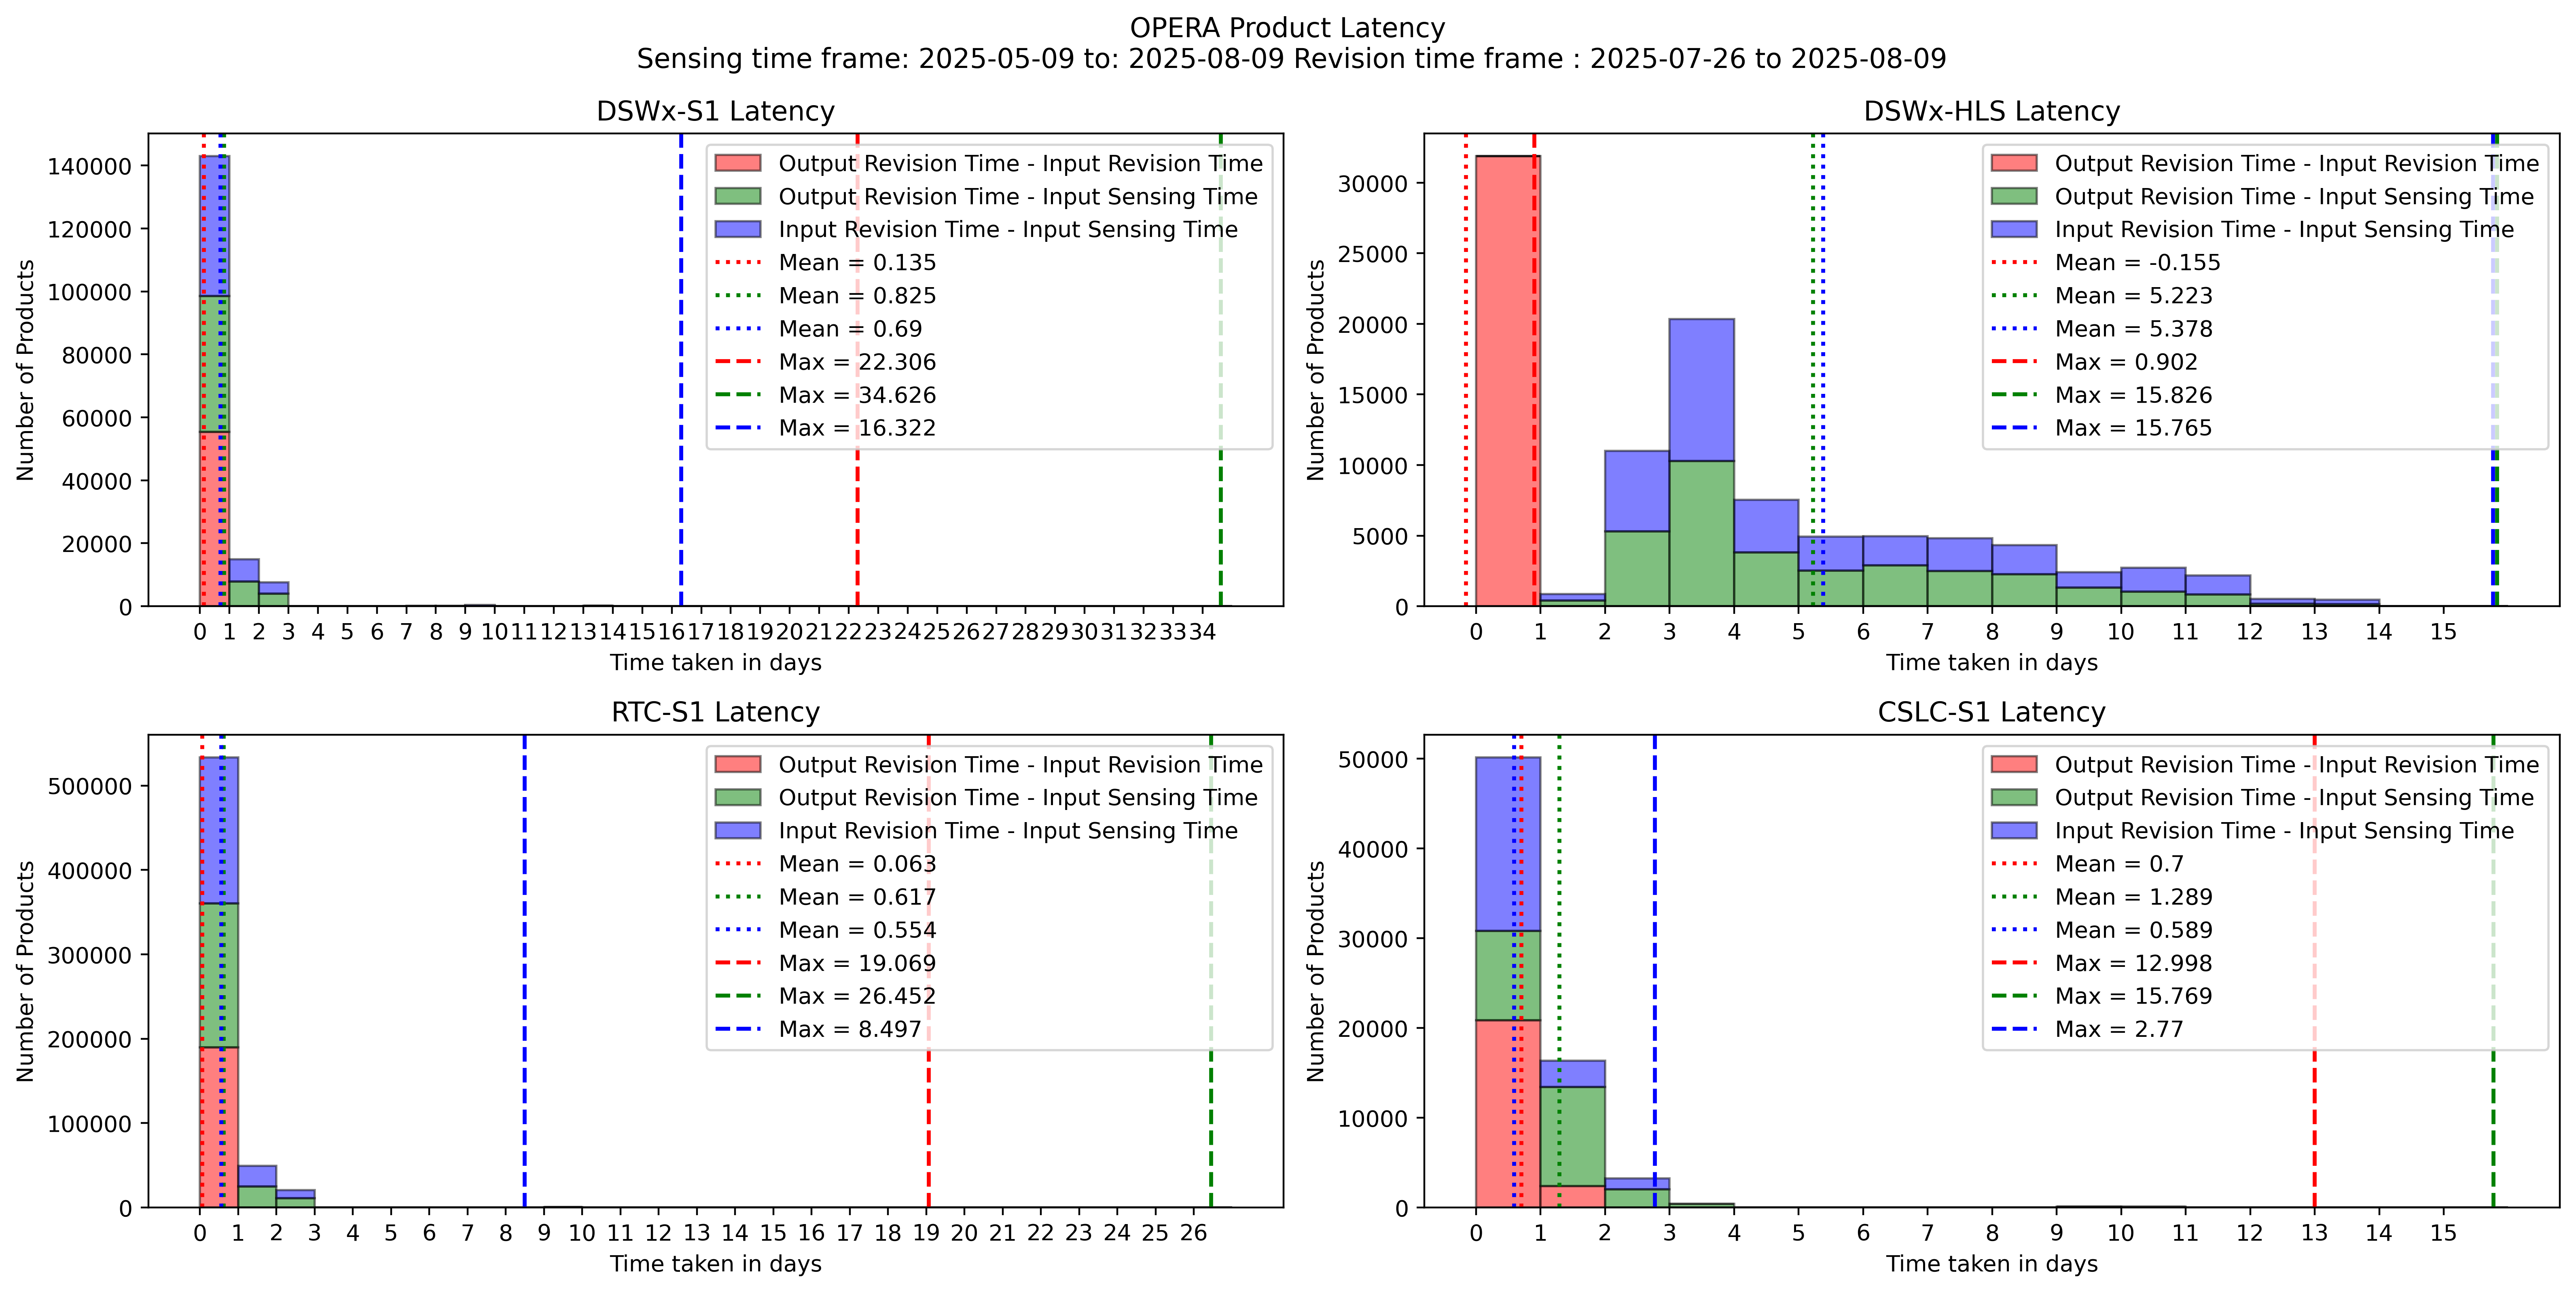 OPERA Product Latency
Sensing time frame: 2025-05-09 to: 2025-08-09 Revision time frame : 2025-07-26 to 2025-08-09
DSWx-S1 Latency
Number of Products
140000
120000
100000
80000
60000
40000
20000
0
Output Revision Time - Input Revision Time
Output Revision Time - Input Sensing Time
Input Revision Time - Input Sensing Time
Mean = 0.135
Mean = 0.825
Mean = 0.69
Max = 22.306
Max = 34.626
Max = 16.322
0 1 2 3 4 5 6 7 8 9 10 11 12 13 14 15 16 17 18 19 20 21 22 23 24 25 26 27 28 29 30 31 32 33 34
Time taken in days
DSWx-HLS Latency
Number of Products
30000
25000
20000
15000
10000
5000
0
Output Revision Time - Input Revision Time
Output Revision Time - Input Sensing Time
Input Revision Time - Input Sensing Time
Mean = -0.155
Mean = 5.223
Mean = 5.378
Max = 0.902
Max = 15.826
Max = 15.765
0 1 2 3 4 5 6 7 8 9 10 11 12 13 14 15
Time taken in days
RTC-S1 Latency
Number of Products
500000
400000
300000
200000
100000
0
Output Revision Time - Input Revision Time
Output Revision Time - Input Sensing Time
Input Revision Time - Input Sensing Time
Mean = 0.063
Mean = 0.617
Mean = 0.554
Max = 19.069
Max = 26.452
Max = 8.497
0 1 2 3 4 5 6 7 8 9 10 11 12 13 14 15 16 17 18 19 20 21 22 23 24 25 26
Time taken in days
CSLC-S1 Latency
Number of Products
50000
40000
30000
20000
10000
0
Output Revision Time - Input Revision Time
Output Revision Time - Input Sensing Time
Input Revision Time - Input Sensing Time
Mean = 0.7
Mean = 1.289
Mean = 0.589
Max = 12.998
Max = 15.769
Max = 2.77
0 1 2 3 4 5 6 7 8 9 10 11 12 13 14 15
Time taken in days